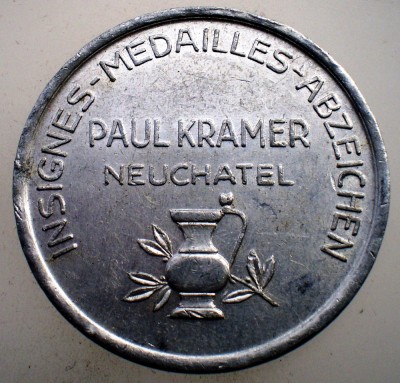 INSIGNES-MEDAILLES-ABZEICHEN
PAUL KRAMER
NEUCHATEL